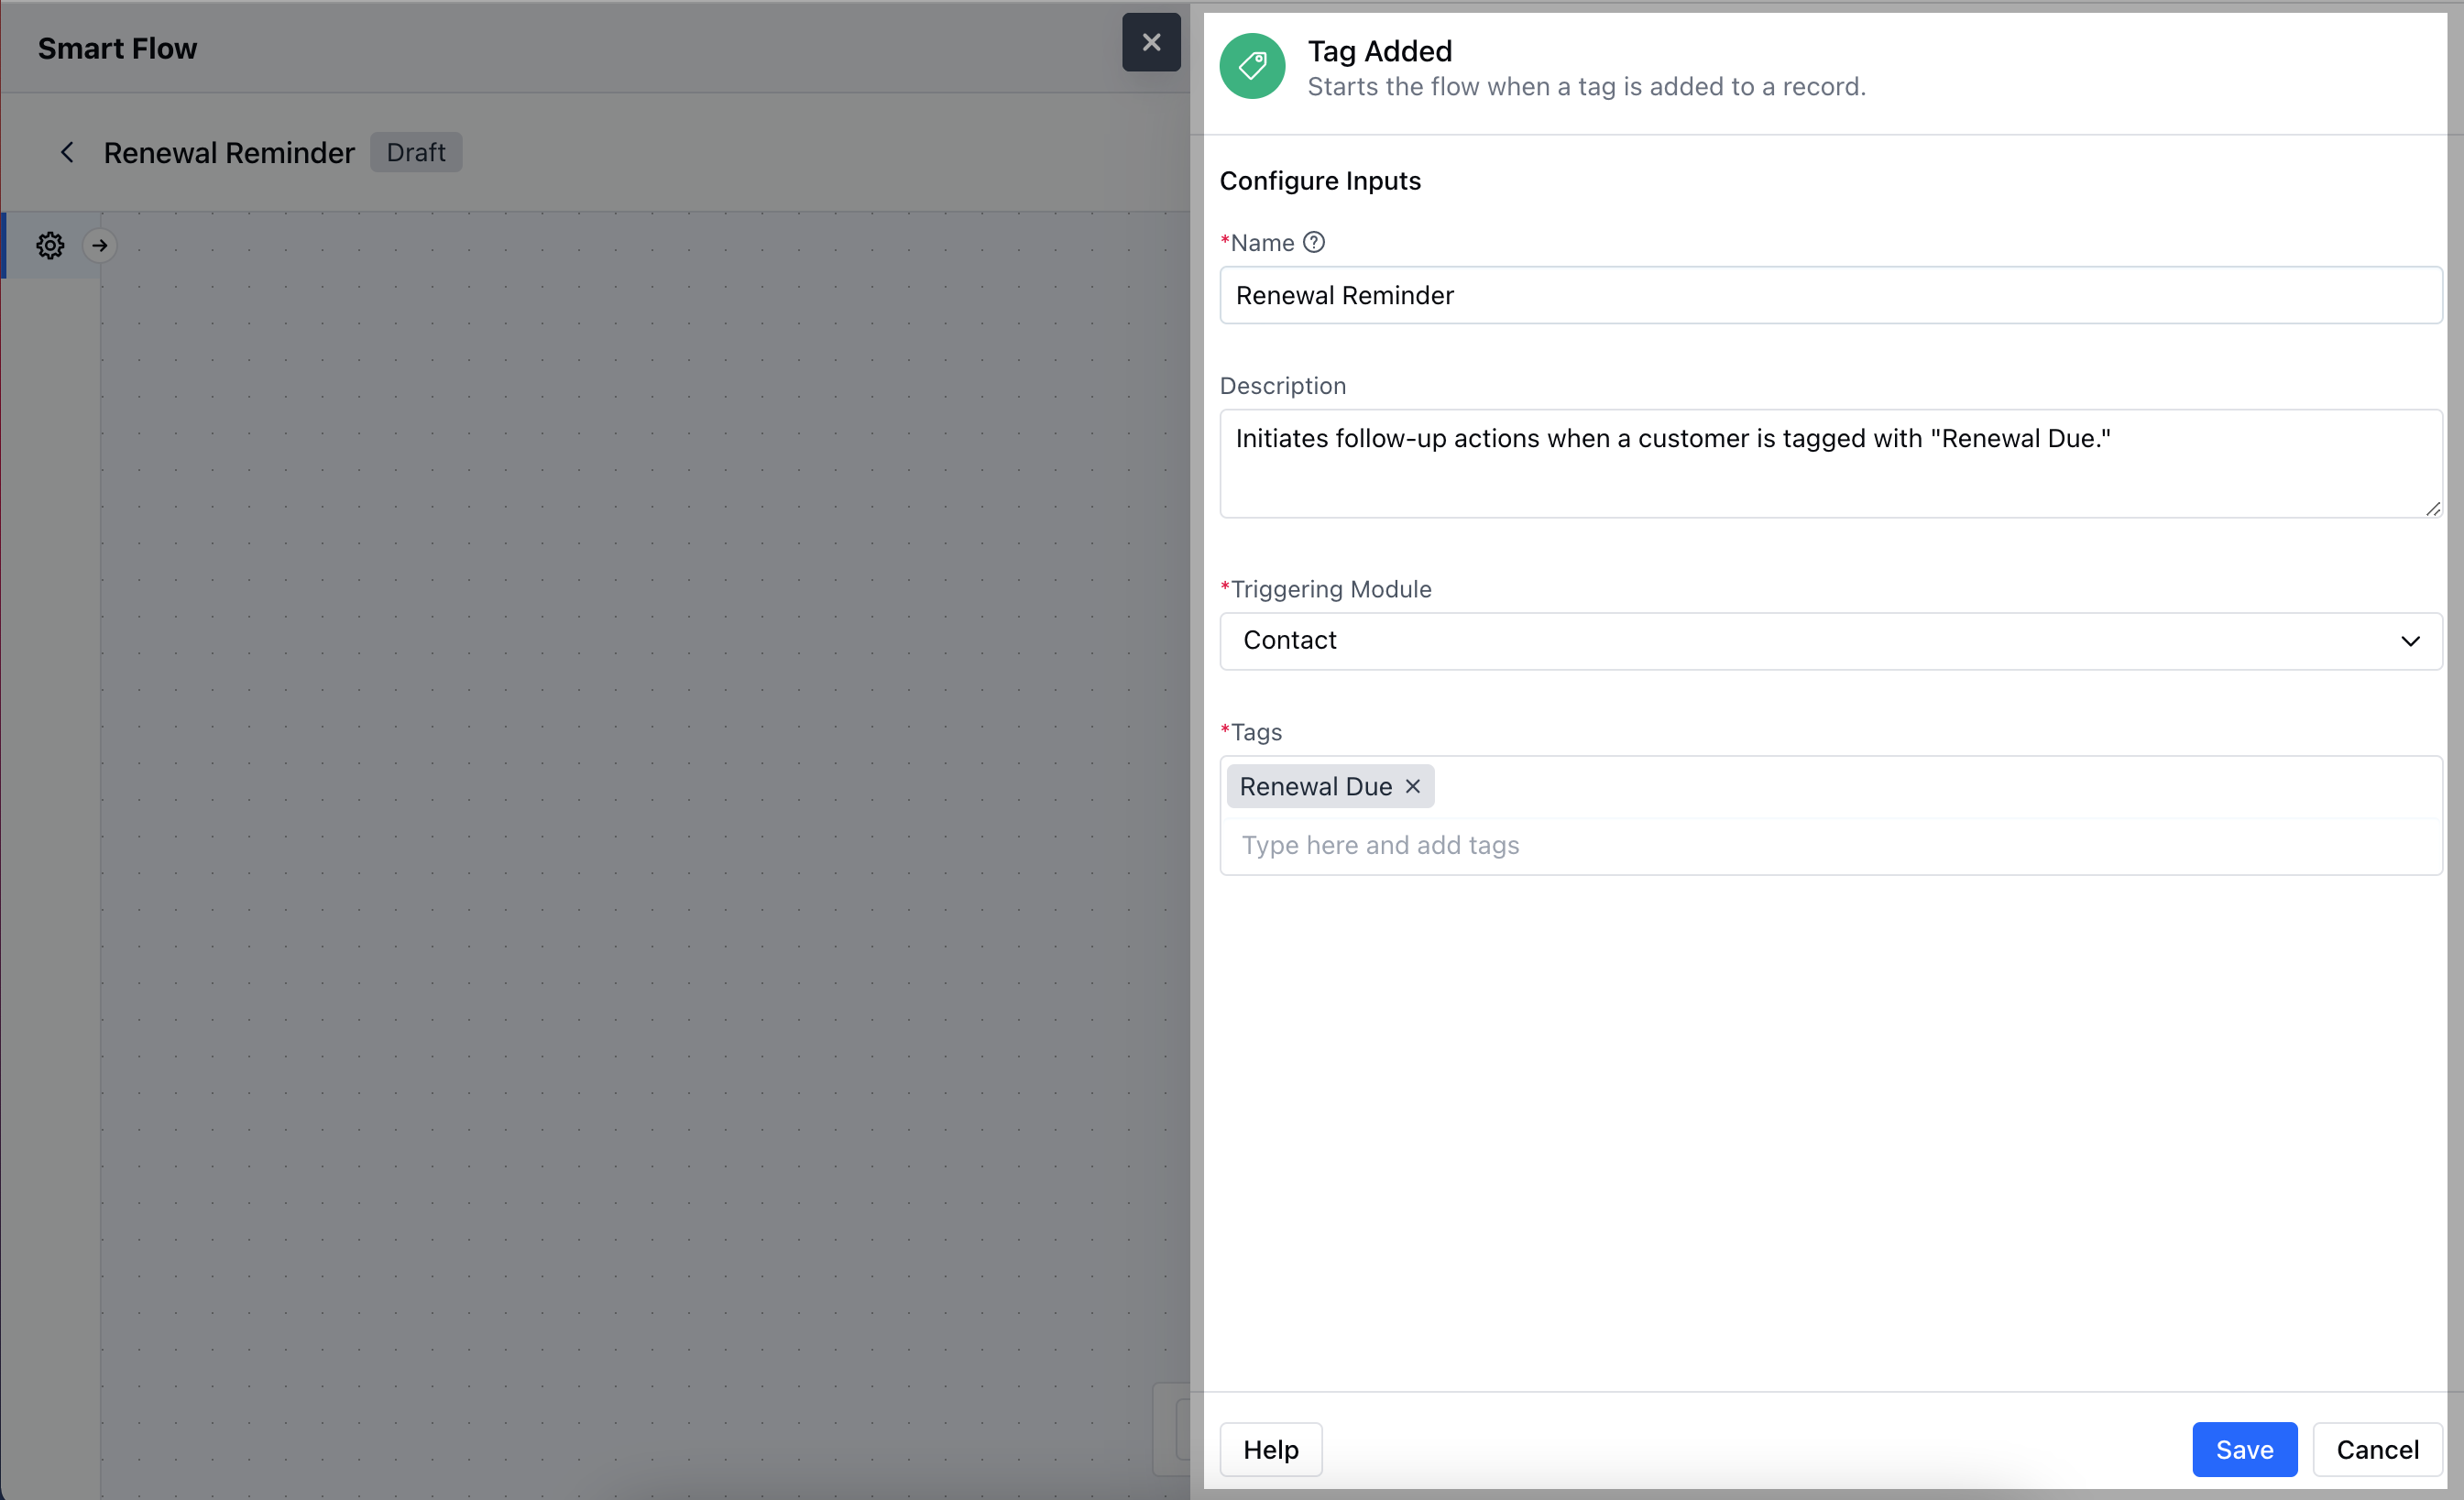 Smart Flow
Renewal Reminder
Draft
Tag Added
Starts the flow when a tag is added to a record.
Configure Inputs
*Name
Renewal Reminder
Description
Initiates follow-up actions when a customer is tagged with "Renewal Due."
*Triggering Module
Contact
*Tags
Renewal Due
Type here and add tags
Help
Save
Cancel